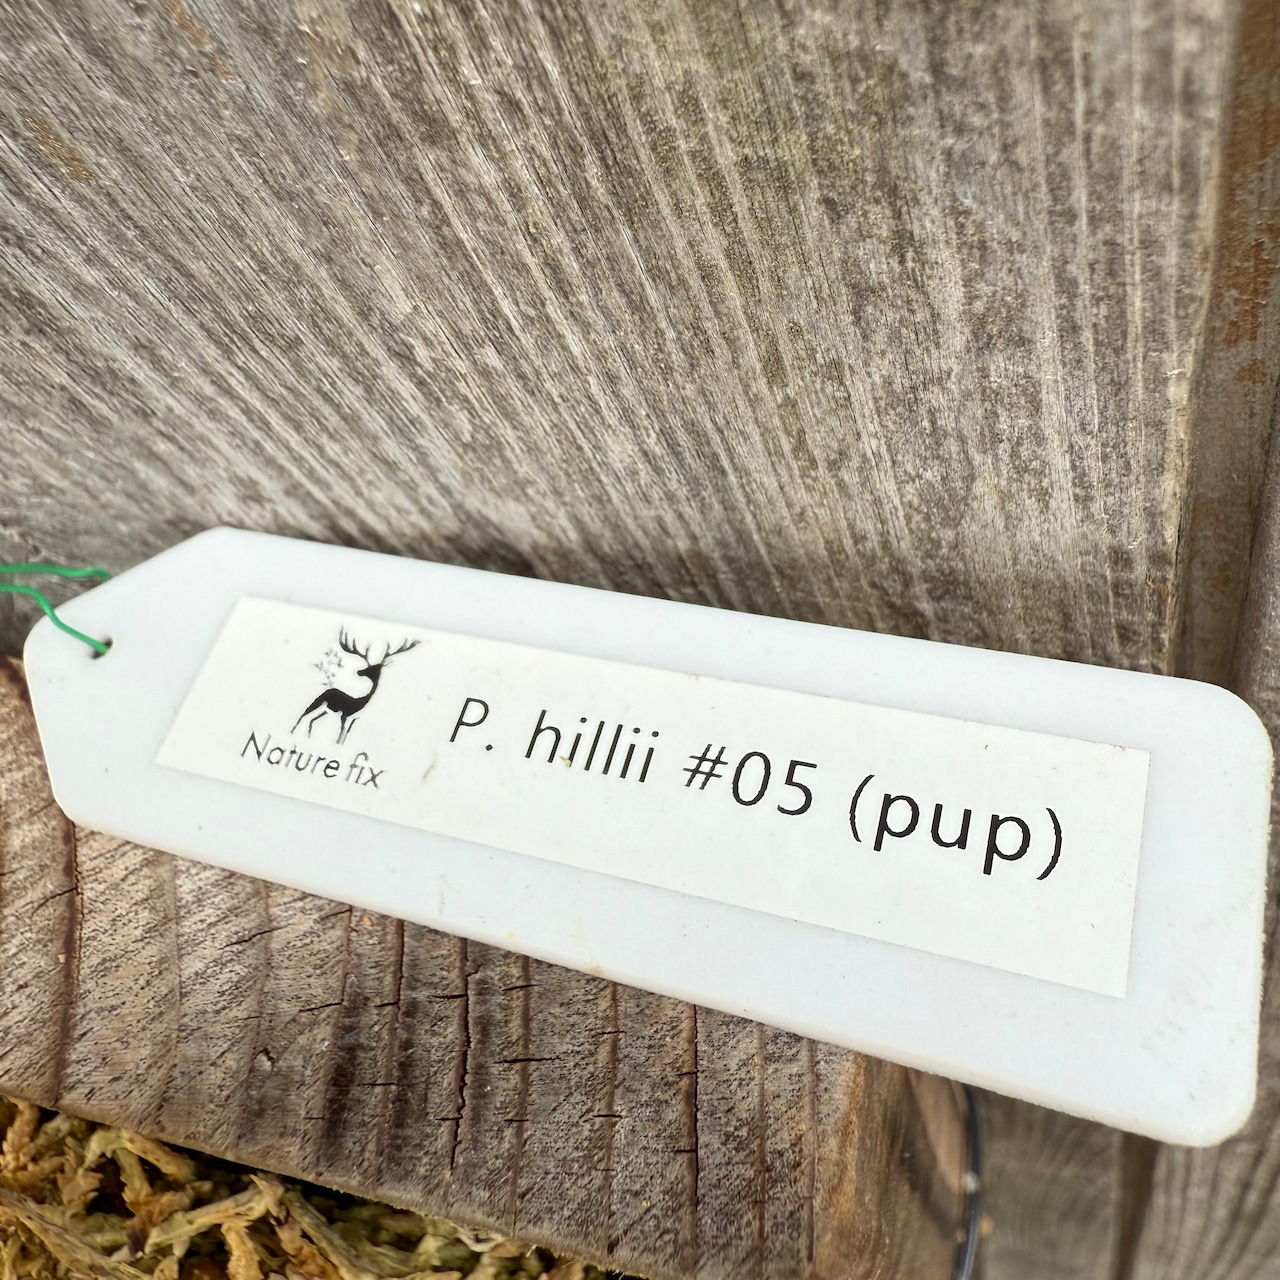 Nature fix
P. hillii #05 (pup)